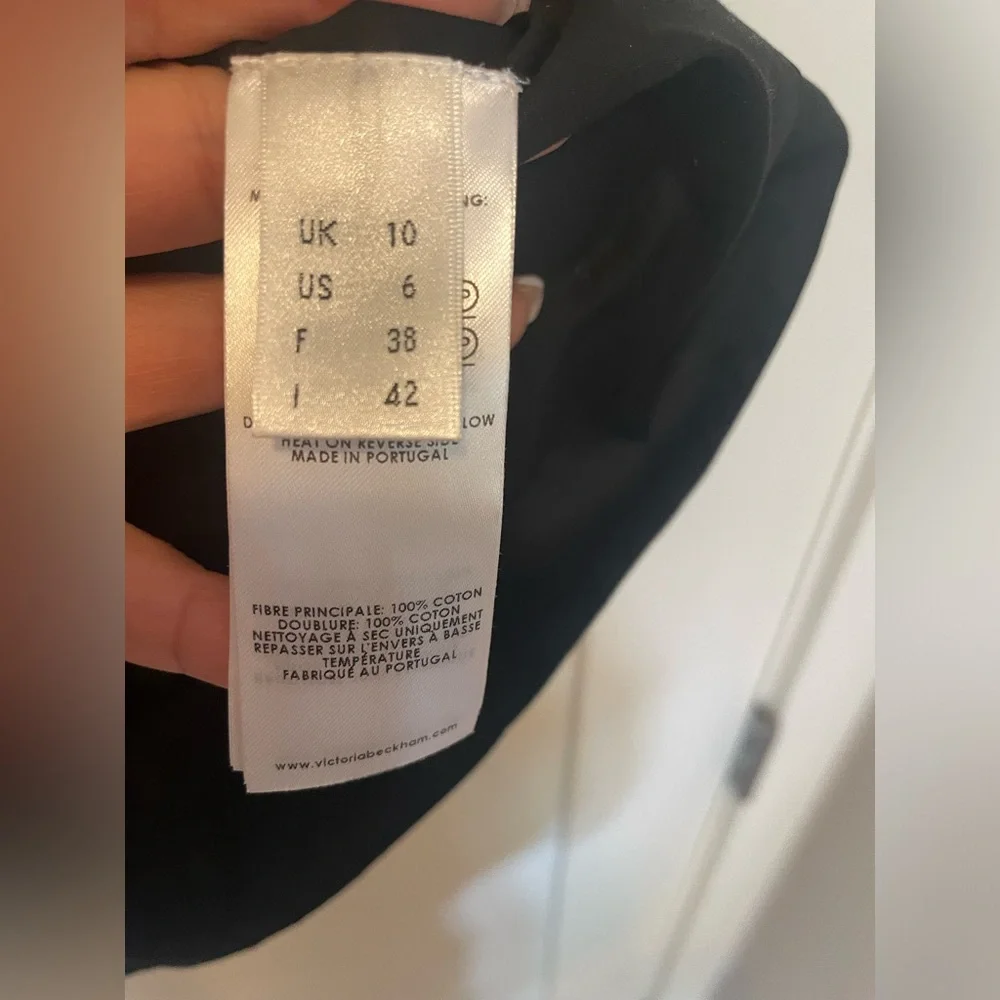 UK 10
US 6
F 38
I 42
HEAT ON REVERSE SIDE
MADE IN PORTUGAL
FIBRE PRINCIPALE: 100% COTON
DOUBLURE: 100% COTON
NETTOYAGE À SEC UNIQUEMENT
REPASSER SUR L'ENVERS À BASSE
TEMPÉRATURE
FABRIQUÉ AU PORTUGAL
www.victoriabeckham.com